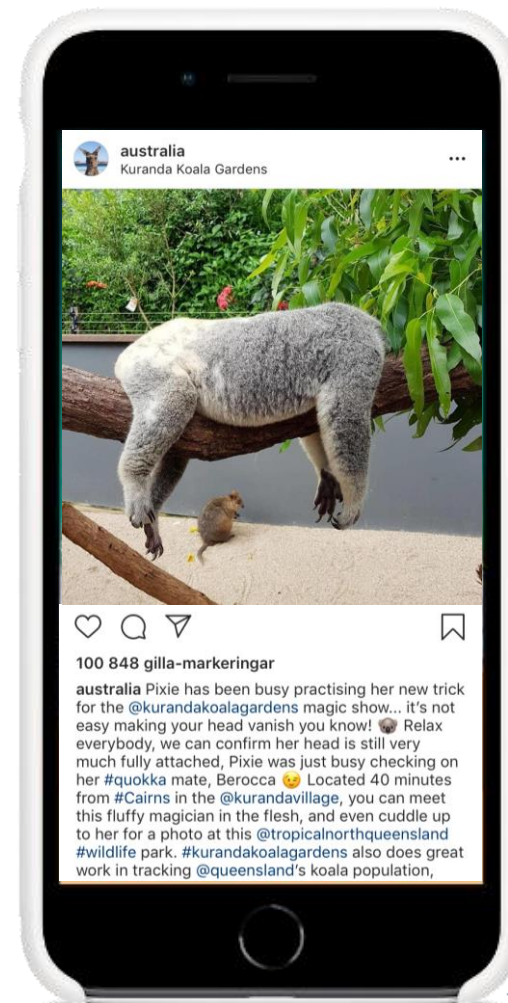 australia
Kuranda Koala Gardens
100 848 gilla-markeringar
australia Pixie has been busy practising her new trick
for the @kurandakoalagardens magic show... it's not
easy making your head vanish you know! 🐨 Relax
everybody, we can confirm her head is still very
much fully attached, Pixie was just busy checking on
her #quokka mate, Berocca 😉 Located 40 minutes
from #Cairns in the @kurandavillage, you can meet
this fluffy magician in the flesh, and even cuddle up
to her for a photo at this @tropicalnorthqueensland
#wildlife park. #kurandakoalagardens also does great
work in tracking @queensland's koala population,